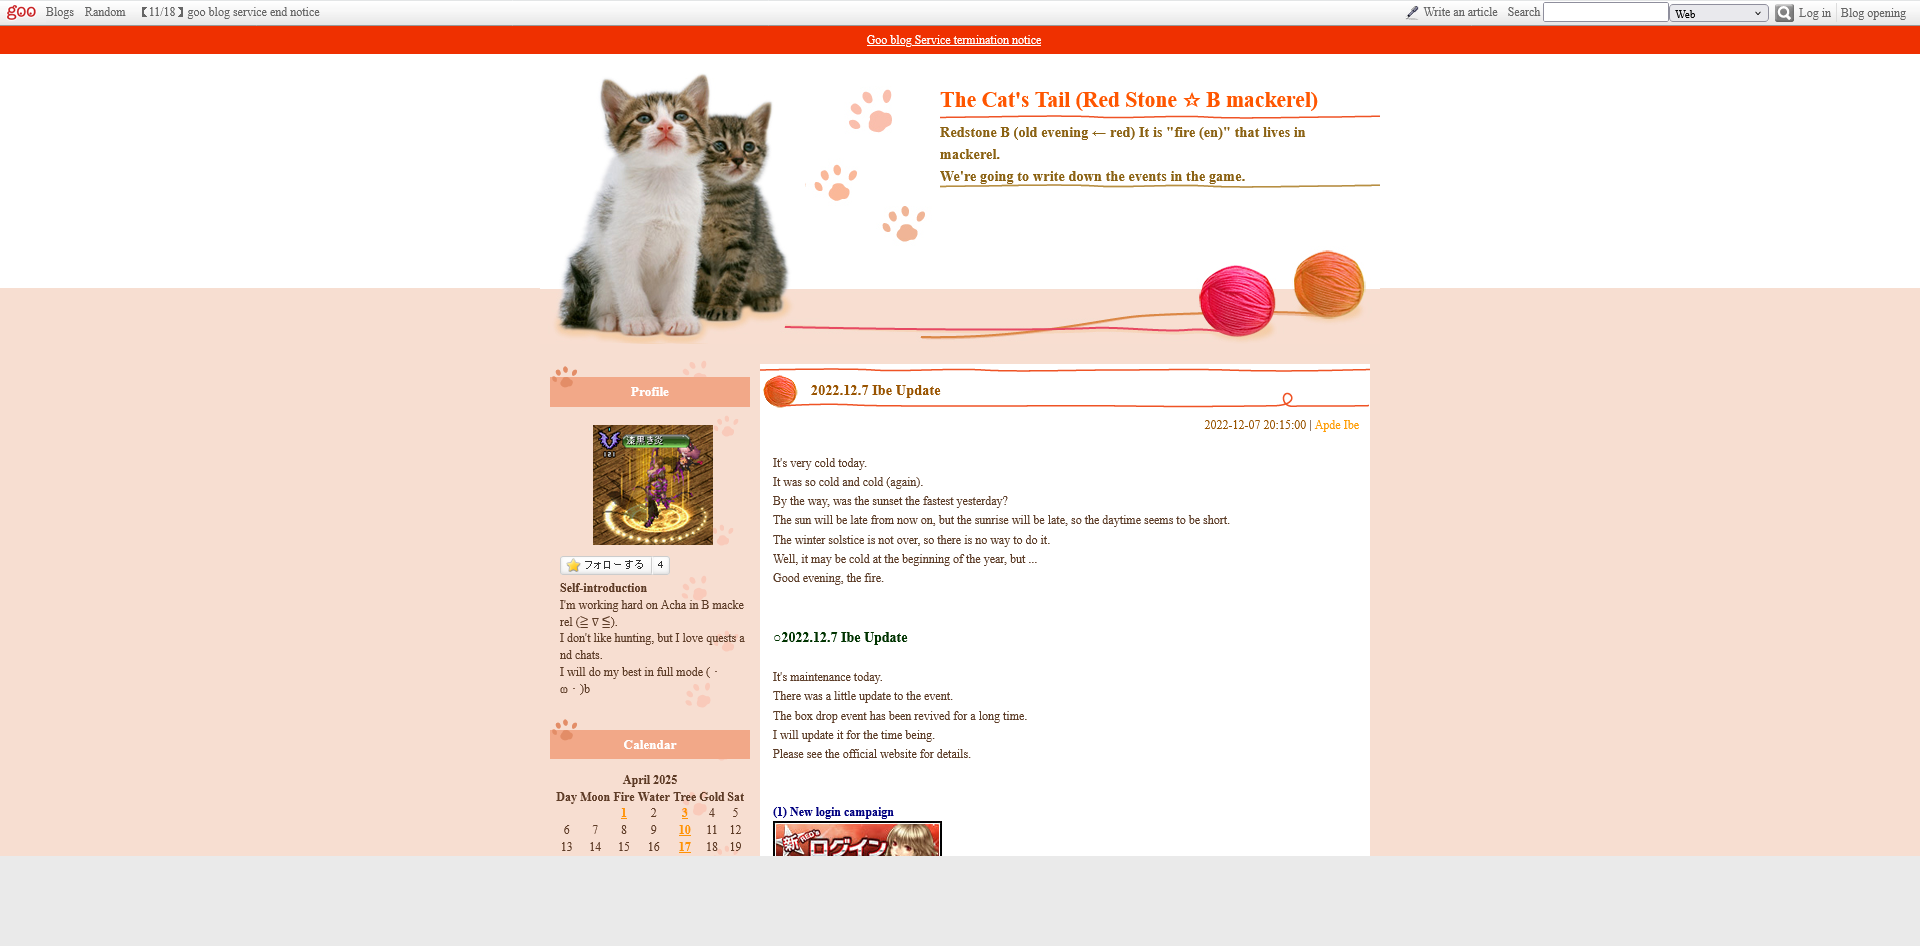 goo Blogs Random 【11/18】goo blog service end notice Write an article Search Web Log in Blog opening
Goo blog Service termination notice
The Cat's Tail (Red Stone ☆ B mackerel)
Redstone B (old evening ← red) It is "fire (en)" that lives in
mackerel.
We're going to write down the events in the game.
Profile
漆黒き炎
121
フォローする 4
Self-introduction
I'm working hard on Acha in B macke
rel (≧∇≦).
I don't like hunting, but I love quests a
nd chats.
I will do my best in full mode (・
ω・)b
Calendar
April 2025
Day Moon Fire Water Tree Gold Sat
1 2 3 4 5
6 7 8 9 10 11 12
13 14 15 16 17 18 19
2022.12.7 Ibe Update
2022-12-07 20:15:00 | Apde Ibe
It's very cold today.
It was so cold and cold (again).
By the way, was the sunset the fastest yesterday?
The sun will be late from now on, but the sunrise will be late, so the daytime seems to be short.
The winter solstice is not over, so there is no way to do it.
Well, it may be cold at the beginning of the year, but ...
Good evening, the fire.
○2022.12.7 Ibe Update
It's maintenance today.
There was a little update to the event.
The box drop event has been revived for a long time.
I will update it for the time being.
Please see the official website for details.
(1) New login campaign
新 RED's
ログイン